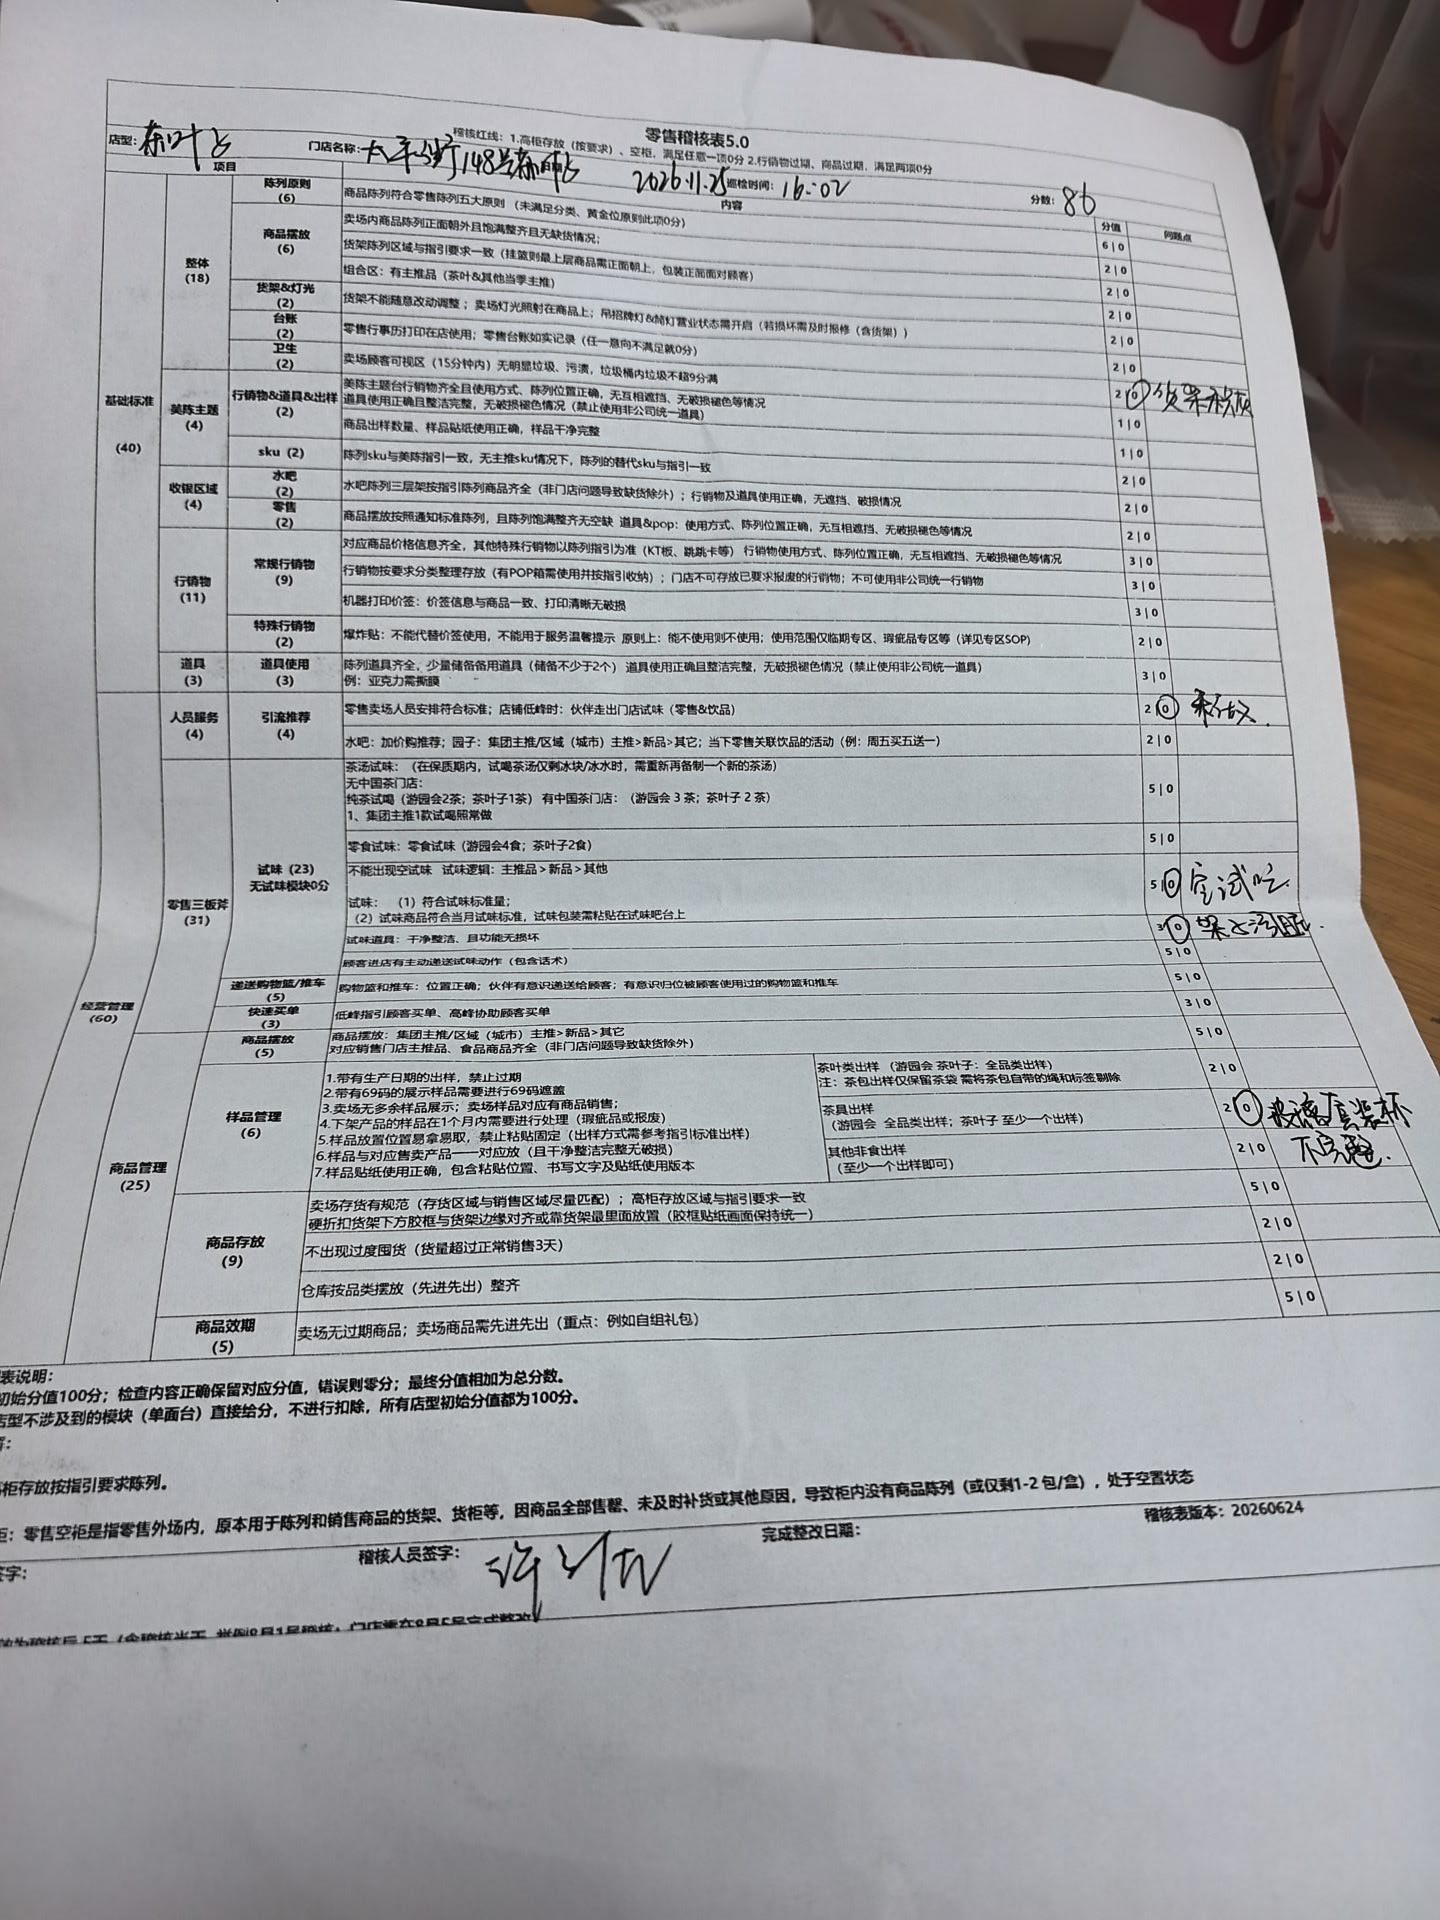 零售稽核表5.0
稽核红线：1.高柜存放（按要求）、空柜，满足任意一项0分 2.行销物过期、商品过期，满足两项0分
店型：茶叶子 门店名称：148号 2026.11.25 巡检时间：16:02 分数：86
项目 内容 分值 问题点
基础标准
(40)
整体
(18)
陈列原则
(6)
商品陈列符合零售陈列五大原则（未满足分类、黄金位原则此项0分） 6|0
商品摆放
(6)
卖场内商品陈列正面朝外且饱满整齐且无缺货情况； 2|0
货架陈列区域与指引要求一致（挂篮则最上层商品需正面朝上，包装正面面对顾客） 2|0
组合区：有主推品（茶叶&其他当季主推） 2|0
货架&灯光
(2)
货架不能随意改动调整；卖场灯光照射在商品上；吊招牌灯&筒灯营业状态需开启（若损坏需及时报修（含货架）） 2|0
台账
(2)
零售行事历打印在店使用；零售台账如实记录（任一意向不满足就0分） 2|0
卫生
(2)
卖场顾客可视区（15分钟内）无明显垃圾、污渍，垃圾桶内垃圾不超9分满 2|0 货架积灰
美陈主题
(4)
行销物&道具&出样
(2)
美陈主题台行销物齐全且使用方式、陈列位置正确，无互相遮挡、无破损褪色等情况
道具使用正确且整洁完整，无破损褪色情况（禁止使用非公司统一道具） 1|0
商品出样数量、样品贴纸使用正确，样品干净完整 1|0
sku（2）
陈列sku与美陈指引一致，无主推sku情况下，陈列的替代sku与指引一致 2|0
收银区域
(4)
水吧
(2)
水吧陈列三层架按指引陈列商品齐全（非门店问题导致缺货除外）；行销物及道具使用正确，无遮挡、破损情况 2|0
零售
(2)
商品摆放按照通知标准陈列，且陈列饱满整齐无空缺 道具&pop：使用方式、陈列位置正确，无互相遮挡、无破损褪色等情况 2|0
行销物
(11)
常规行销物
(9)
对应商品价格信息齐全，其他特殊行销物以陈列指引为准（KT板、跳跳卡等） 行销物使用方式、陈列位置正确，无互相遮挡、无破损褪色等情况 3|0
行销物按要求分类整理存放（有POP箱需使用并按指引收纳）；门店不可存放已要求报废的行销物；不可使用非公司统一行销物 3|0
机器打印价签：价签信息与商品一致、打印清晰无破损 3|0
特殊行销物
(2)
爆炸贴：不能代替价签使用，不能用于服务温馨提示 原则上：能不使用则不使用；使用范围仅临期专区、瑕疵品专区等（详见专区SOP） 2|0
道具
(3)
道具使用
(3)
陈列道具齐全，少量储备备用道具（储备不少于2个） 道具使用正确且整洁完整，无破损褪色情况（禁止使用非公司统一道具）
例：亚克力需撕膜 3|0
经营管理
(60)
人员服务
(4)
引流推荐
(4)
零售卖场人员安排符合标准；店铺低峰时：伙伴走出门店试味（零售&饮品） 2|0
水吧：加价购推荐；园子：集团主推/区域（城市）主推>新品>其它；当下零售关联饮品的活动（例：周五买五送一） 2|0
零售三板斧
(31)
试味（23）
无试味模块0分
茶汤试味：（在保质期内，试喝茶汤仅剩冰块/冰水时，需重新再备制一个新的茶汤）
无中国茶门店：
纯茶试喝（游园会2茶；茶叶子1茶） 有中国茶门店：（游园会 3 茶；茶叶子 2 茶）
1、集团主推1款试喝照常做 5|0
零食试味：零食试味（游园会4食；茶叶子2食） 5|0
不能出现空试味 试味逻辑：主推品>新品>其他
试味：（1）符合试味标准量；
（2）试味商品符合当月试味标准，试味包装需粘贴在试味吧台上 5|0 空试吃
试味道具：干净整洁、且功能无损坏 3|0
顾客进店有主动递送试味动作（包含话术） 5|0
递送购物篮/推车
(5)
购物篮和推车：位置正确；伙伴有意识递送给顾客；有意识归位被顾客使用过的购物篮和推车 5|0
快速买单
(3)
低峰指引顾客买单、高峰协助顾客买单 3|0
商品管理
(25)
商品摆放
(5)
商品摆放：集团主推/区域（城市）主推>新品>其它
对应销售门店主推品、食品商品齐全（非门店问题导致缺货除外） 5|0
样品管理
(6)
1.带有生产日期的出样，禁止过期
2.带有69码的展示样品需要进行69码遮盖
3.卖场无多余样品展示；卖场样品对应有商品销售；
4.下架产品的样品在1个月内需要进行处理（瑕疵品或报废）
5.样品放置位置易拿易取，禁止粘贴固定（出样方式需参考指引标准出样）
6.样品与对应售卖产品一一对应放（且干净整洁完整无破损）
7.样品贴纸使用正确，包含粘贴位置、书写文字及贴纸使用版本
茶叶类出样（游园会 茶叶子：全品类出样）
注：茶包出样仅保留茶袋 需将茶包自带的绳和标签剔除 2|0
茶具出样
（游园会 全品类出样；茶叶子 至少一个出样） 2|0 玻璃套装杯
不完整.
其他非食出样
（至少一个出样即可） 2|0
商品存放
(9)
卖场存货有规范（存货区域与销售区域尽量匹配）；高柜存放区域与指引要求一致
硬折扣货架下方胶框与货架边缘对齐或靠货架最里面放置（胶框贴纸画面保持统一） 5|0
不出现过度囤货（货量超过正常销售3天） 2|0
仓库按品类摆放（先进先出）整齐 2|0
商品效期
(5)
卖场无过期商品；卖场商品需先进先出（重点：例如自组礼包） 5|0
表说明：
初始分值100分；检查内容正确保留对应分值，错误则零分；最终分值相加为总分数。
店型不涉及到的模块（单面台）直接给分，不进行扣除，所有店型初始分值都为100分。
柜存放按指引要求陈列。
柜：零售空柜是指零售外场内，原本用于陈列和销售商品的货架、货柜等，因商品全部售罄、未及时补货或其他原因，导致柜内没有商品陈列（或仅剩1-2 包/盒），处于空置状态
签字： 稽核人员签字： 完成整改日期： 稽核表版本：20260624